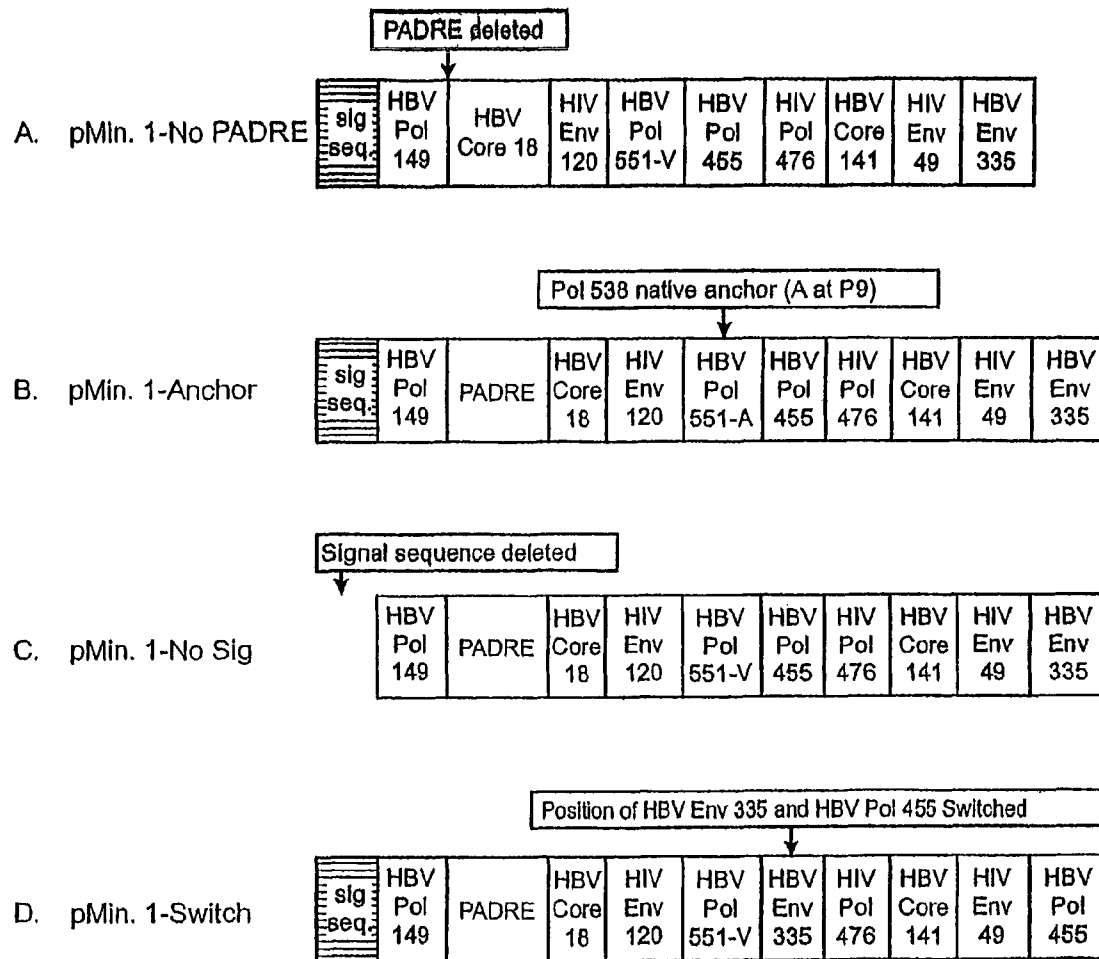 PADRE deleted
A. pMin. 1-No PADRE
sig seq.
HBV Pol 149
HBV Core 18
HIV Env 120
HBV Pol 551-V
HBV Pol 455
HIV Pol 476
HBV Core 141
HIV Env 49
HBV Env 335
Pol 538 native anchor (A at P9)
B. pMin. 1-Anchor
sig seq.
HBV Pol 149
PADRE
HBV Core 18
HIV Env 120
HBV Pol 551-A
HBV Pol 455
HIV Pol 476
HBV Core 141
HIV Env 49
HBV Env 335
Signal sequence deleted
C. pMin. 1-No Sig
HBV Pol 149
PADRE
HBV Core 18
HIV Env 120
HBV Pol 551-V
HBV Pol 455
HIV Pol 476
HBV Core 141
HIV Env 49
HBV Env 335
Position of HBV Env 335 and HBV Pol 455 Switched
D. pMin. 1-Switch
sig seq.
HBV Pol 149
PADRE
HBV Core 18
HIV Env 120
HBV Pol 551-V
HBV Env 335
HIV Pol 476
HBV Core 141
HIV Env 49
HBV Pol 455